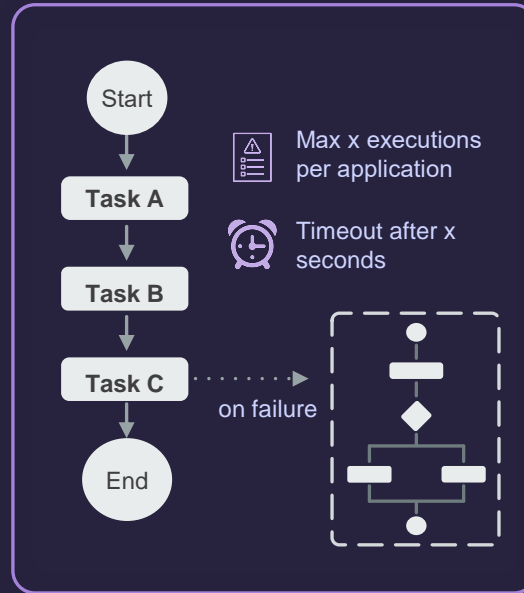 Start
Max x executions
per application
Task A
Timeout after x
seconds
Task B
Task C
on failure
End